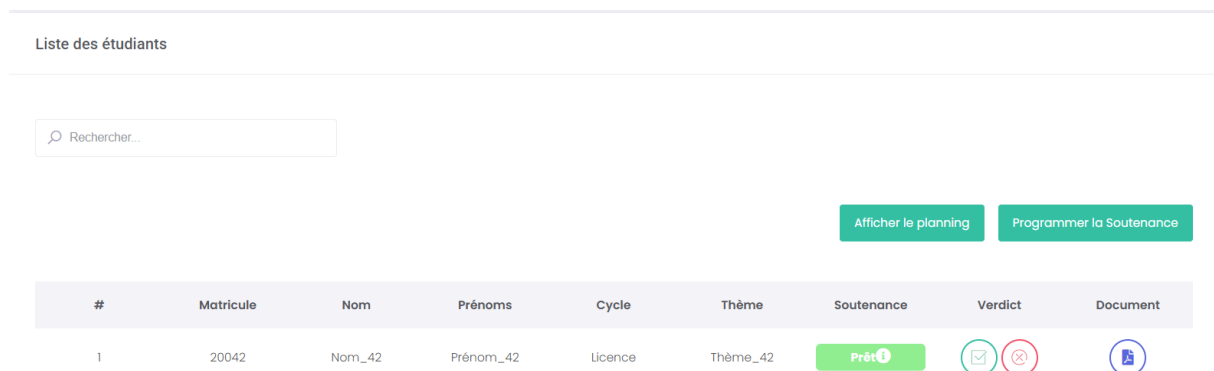 Liste des étudiants
Rechercher...
Afficher le planning Programmer la Soutenance
# Matricule Nom Prénoms Cycle Thème Soutenance Verdict Document
1 20042 Nom_42 Prénom_42 Licence Thème_42 Prêt